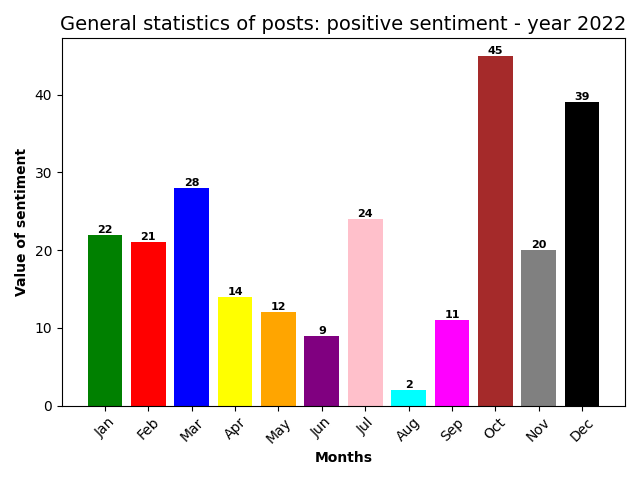 General statistics of posts: positive sentiment - year 2022
Value of sentiment
40
30
20
10
0
22
21
28
14
12
9
24
2
11
45
20
39
Jan
Feb
Mar
Apr
May
Jun
Jul
Aug
Sep
Oct
Nov
Dec
Months